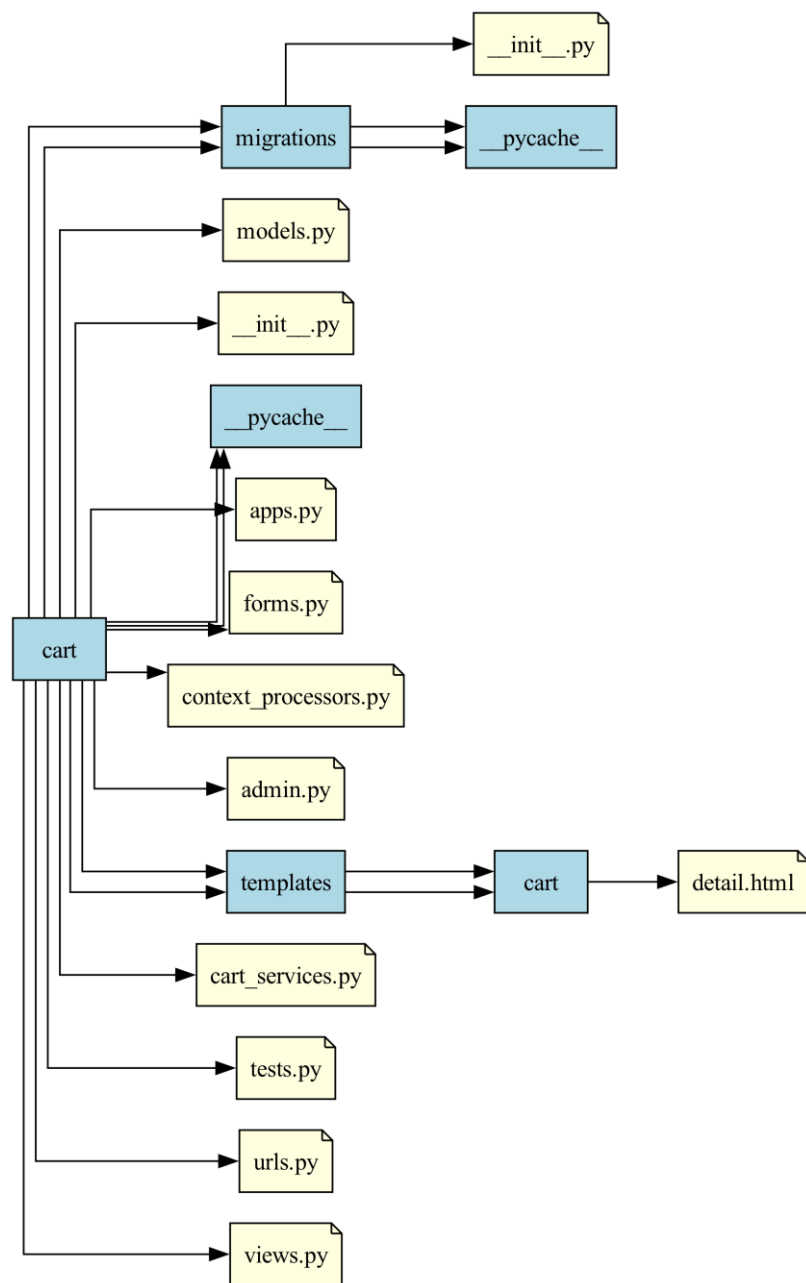 __init__.py
migrations
__pycache__
models.py
__init__.py
__pycache__
apps.py
forms.py
cart
context_processors.py
admin.py
templates
cart
detail.html
cart_services.py
tests.py
urls.py
views.py